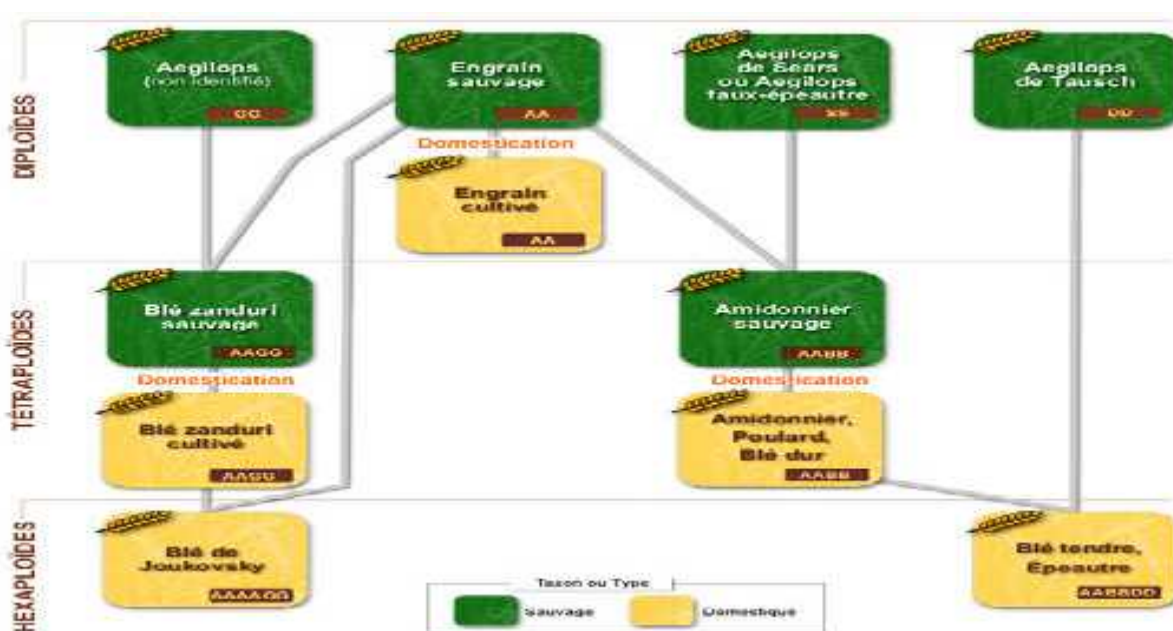 DIPLOÏDES
Aegilops
(non identifié)
GG
Engrain
sauvage
AA
Aegilops
de Sears
ou Aegilops
faux-épeautre
SS
Aegilops
de Tausch
DD
Domestication
Engrain
cultivé
AA
TÉTRAPLOÏDES
Blé zanduri
sauvage
AAGG
Amidonnier
sauvage
AABB
Domestication
Domestication
Blé zanduri
cultivé
AAGG
Amidonnier,
Poulard,
Blé dur
AABB
HEXAPLOÏDES
Blé de
Joukovsky
AAAAGG
Blé tendre,
Epeautre
AABBDD
Taxon ou Type
Sauvage
Domestique